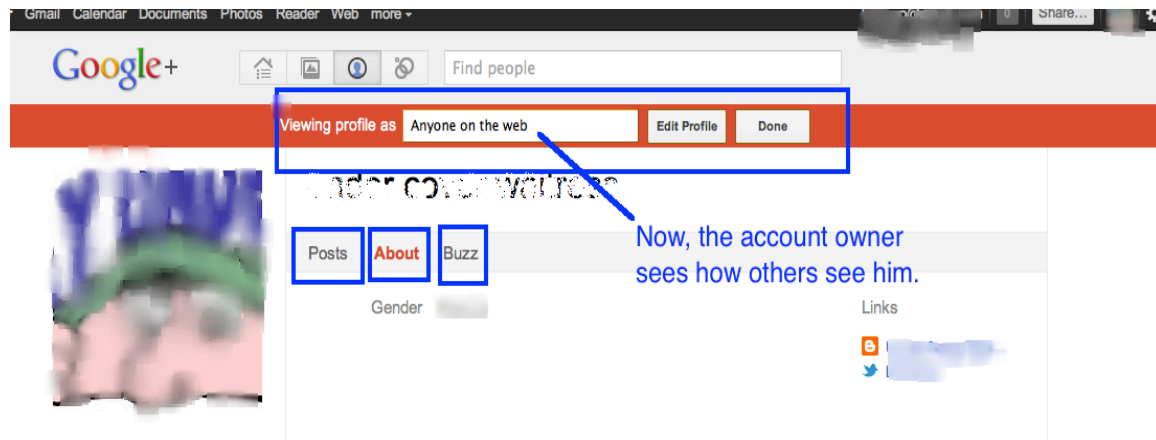 Gmail Calendar Documents Photos Reader Web more
0 Share...
Google+
Find people
Viewing profile as Anyone on the web Edit Profile Done
Posts About Buzz
Now, the account owner
sees how others see him.
Gender
Links